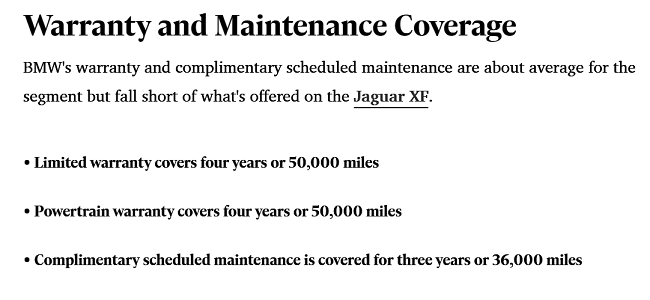 Warranty and Maintenance Coverage
BMW's warranty and complimentary scheduled maintenance are about average for the
segment but fall short of what's offered on the Jaguar XF.
• Limited warranty covers four years or 50,000 miles
• Powertrain warranty covers four years or 50,000 miles
• Complimentary scheduled maintenance is covered for three years or 36,000 miles